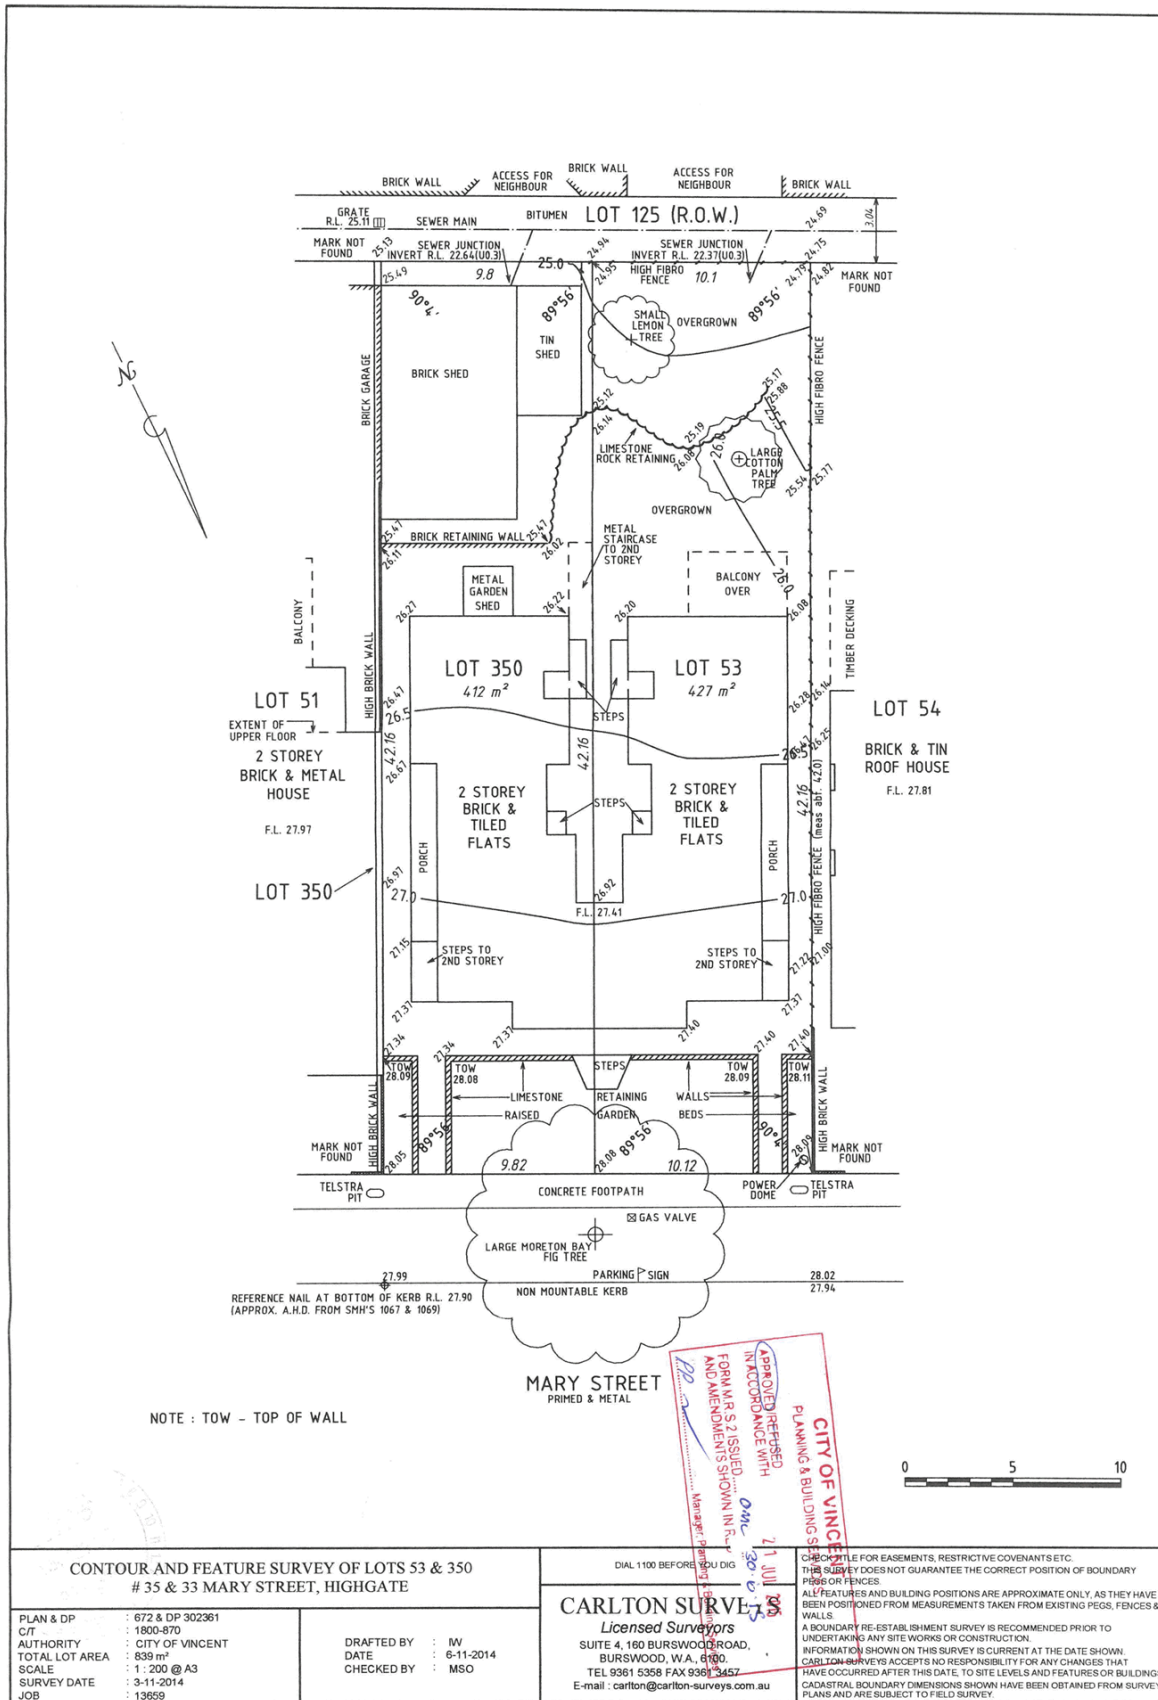 BRICK WALL
ACCESS FOR
NEIGHBOUR
BRICK WALL
ACCESS FOR
NEIGHBOUR
BRICK WALL
GRATE
R.L. 25.11
SEWER MAIN
BITUMEN
LOT 125 (R.O.W.)
24.69
3.04
MARK NOT
FOUND
25.13
SEWER JUNCTION
INVERT R.L. 22.64(U0.3)
24.94
SEWER JUNCTION
INVERT R.L. 22.37(U0.3)
24.75
25.49
9.8
25.0
24.95
HIGH FIBRO
FENCE
10.1
24.79
24.82
MARK NOT
FOUND
90°4'
89°56'
89°56'
SMALL
LEMON
TREE
OVERGROWN
TIN
SHED
BRICK SHED
BRICK GARAGE
HIGH FIBRO FENCE
N
25.12
26.14
25.17
25.88
25.5
25.19
26.08
26.0
LIMESTONE
ROCK RETAINING
LARGE
COTTON
PALM
TREE
25.54
25.77
OVERGROWN
25.47
BRICK RETAINING WALL
25.47
26.02
26.11
METAL
STAIRCASE
TO 2ND
STOREY
METAL
GARDEN
SHED
BALCONY
OVER
26.0
26.27
26.22
26.20
26.08
BALCONY
HIGH BRICK WALL
TIMBER DECKING
LOT 350
412 m²
LOT 53
427 m²
26.14
26.28
26.47
26.5
STEPS
LOT 51
EXTENT OF
UPPER FLOOR
2 STOREY
BRICK & METAL
HOUSE
F.L. 27.97
LOT 54
BRICK & TIN
ROOF HOUSE
F.L. 27.81
42.16
42.16
42.16
26.47
26.5
26.25
26.67
2 STOREY
BRICK &
TILED
FLATS
STEPS
2 STOREY
BRICK &
TILED
FLATS
HIGH FIBRO FENCE (meas abt. 42.0)
PORCH
PORCH
LOT 350
26.97
27.0
26.92
27.0
F.L. 27.41
27.15
STEPS TO
2ND STOREY
STEPS TO
2ND STOREY
27.22
27.00
27.37
27.37
27.37
27.40
27.34
27.34
27.40
27.40
TOW
28.09
TOW
28.08
STEPS
TOW
28.09
TOW
28.11
LIMESTONE
RETAINING
WALLS
RAISED
GARDEN
BEDS
HIGH BRICK WALL
HIGH BRICK WALL
89°56'
89°56'
90°4'
MARK NOT
FOUND
28.05
9.82
28.08
10.12
28.09
MARK NOT
FOUND
TELSTRA
PIT
CONCRETE FOOTPATH
POWER
DOME
TELSTRA
PIT
GAS VALVE
LARGE MORETON BAY
FIG TREE
27.99
PARKING SIGN
28.02
NON MOUNTABLE KERB
27.94
REFERENCE NAIL AT BOTTOM OF KERB R.L. 27.90
(APPROX. A.H.D. FROM SMH'S 1067 & 1069)
MARY STREET
PRIMED & METAL
NOTE : TOW - TOP OF WALL
CITY OF VINCENT
PLANNING & BUILDING SERVICES
APPROVED/REFUSED
IN ACCORDANCE WITH
FORM M.R.S 2 ISSUED
OMC 30.6.15
AND AMENDMENTS SHOWN IN
PP
21 JUL 2015
0 5 10
CONTOUR AND FEATURE SURVEY OF LOTS 53 & 350
# 35 & 33 MARY STREET, HIGHGATE
PLAN & DP : 672 & DP 302361
C/T : 1800-870
AUTHORITY : CITY OF VINCENT
TOTAL LOT AREA : 839 m²
SCALE : 1 : 200 @ A3
SURVEY DATE : 3-11-2014
JOB : 13659
DRAFTED BY : IW
DATE : 6-11-2014
CHECKED BY : MSO
DIAL 1100 BEFORE YOU DIG
CARLTON SURVEYS
Licensed Surveyors
SUITE 4, 160 BURSWOOD ROAD,
BURSWOOD, W.A., 6100.
TEL 9361 5358 FAX 9361 3457
E-mail : carlton@carlton-surveys.com.au
CHECK TITLE FOR EASEMENTS, RESTRICTIVE COVENANTS ETC.
THIS SURVEY DOES NOT GUARANTEE THE CORRECT POSITION OF BOUNDARY
PEGS OR FENCES.
ALL FEATURES AND BUILDING POSITIONS ARE APPROXIMATE ONLY, AS THEY HAVE
BEEN POSITIONED FROM MEASUREMENTS TAKEN FROM EXISTING PEGS, FENCES &
WALLS.
A BOUNDARY RE-ESTABLISHMENT SURVEY IS RECOMMENDED PRIOR TO
UNDERTAKING ANY SITE WORKS OR CONSTRUCTION.
INFORMATION SHOWN ON THIS SURVEY IS CURRENT AT THE DATE SHOWN.
CARLTON SURVEYS ACCEPTS NO RESPONSIBILITY FOR ANY CHANGES THAT
HAVE OCCURRED AFTER THIS DATE, TO SITE LEVELS AND FEATURES OR BUILDING
CADASTRAL BOUNDARY DIMENSIONS SHOWN HAVE BEEN OBTAINED FROM SURVEY
PLANS AND ARE SUBJECT TO FIELD SURVEY.